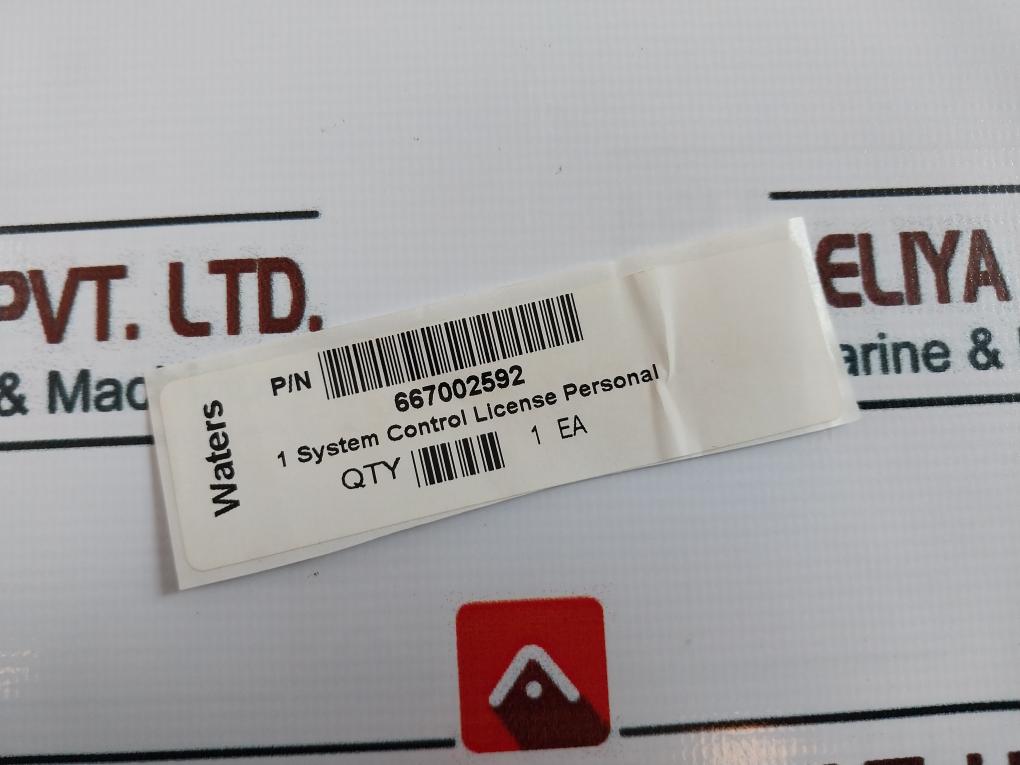 PVT. LTD.
ELIYA
& Mac
arine &
Waters
P/N
667002592
1 System Control License Personal
QTY 1 EA